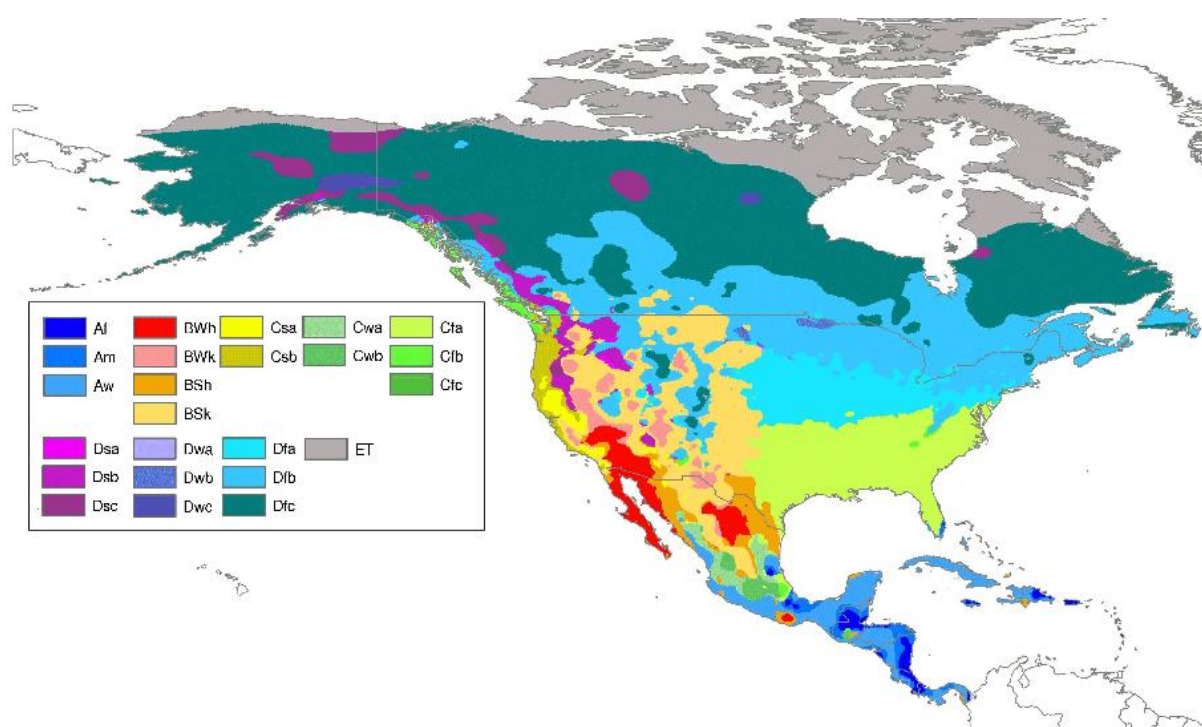 Af BWh Csa Cwa Cfa
Am BWk Csb Cwb Cfb
Aw BSh Cfc
BSk
Dsa Dwa Dfa ET
Dsb Dwb Dfb
Dsc Dwc Dfc